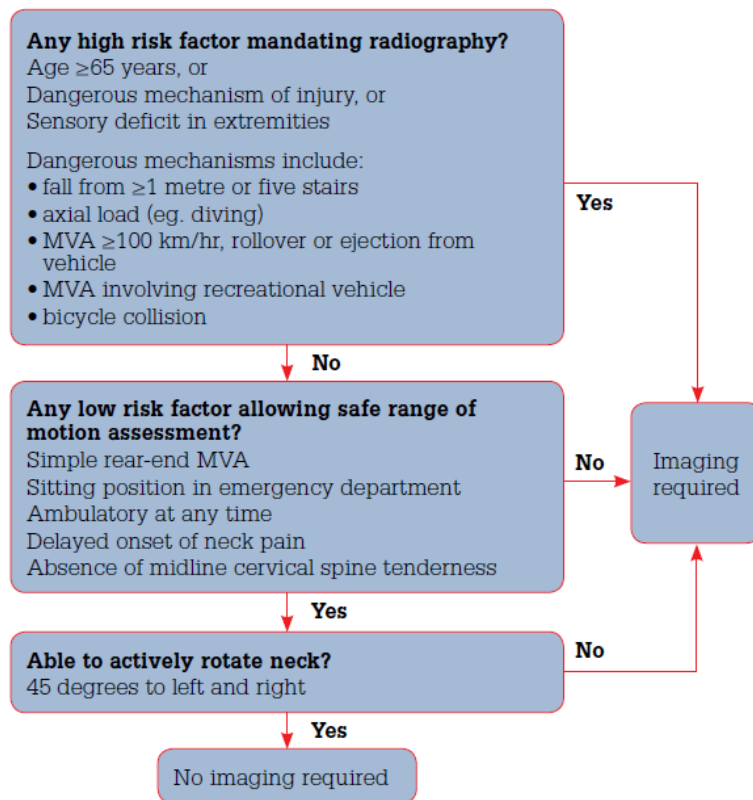 Any high risk factor mandating radiography?
Age ≥65 years, or
Dangerous mechanism of injury, or
Sensory deficit in extremities
Dangerous mechanisms include:
• fall from ≥1 metre or five stairs
• axial load (eg. diving)
• MVA ≥100 km/hr, rollover or ejection from
vehicle
• MVA involving recreational vehicle
• bicycle collision
Yes
No
Any low risk factor allowing safe range of
motion assessment?
Simple rear-end MVA
Sitting position in emergency department
Ambulatory at any time
Delayed onset of neck pain
Absence of midline cervical spine tenderness
No
Imaging
required
Yes
Able to actively rotate neck?
45 degrees to left and right
No
Yes
No imaging required